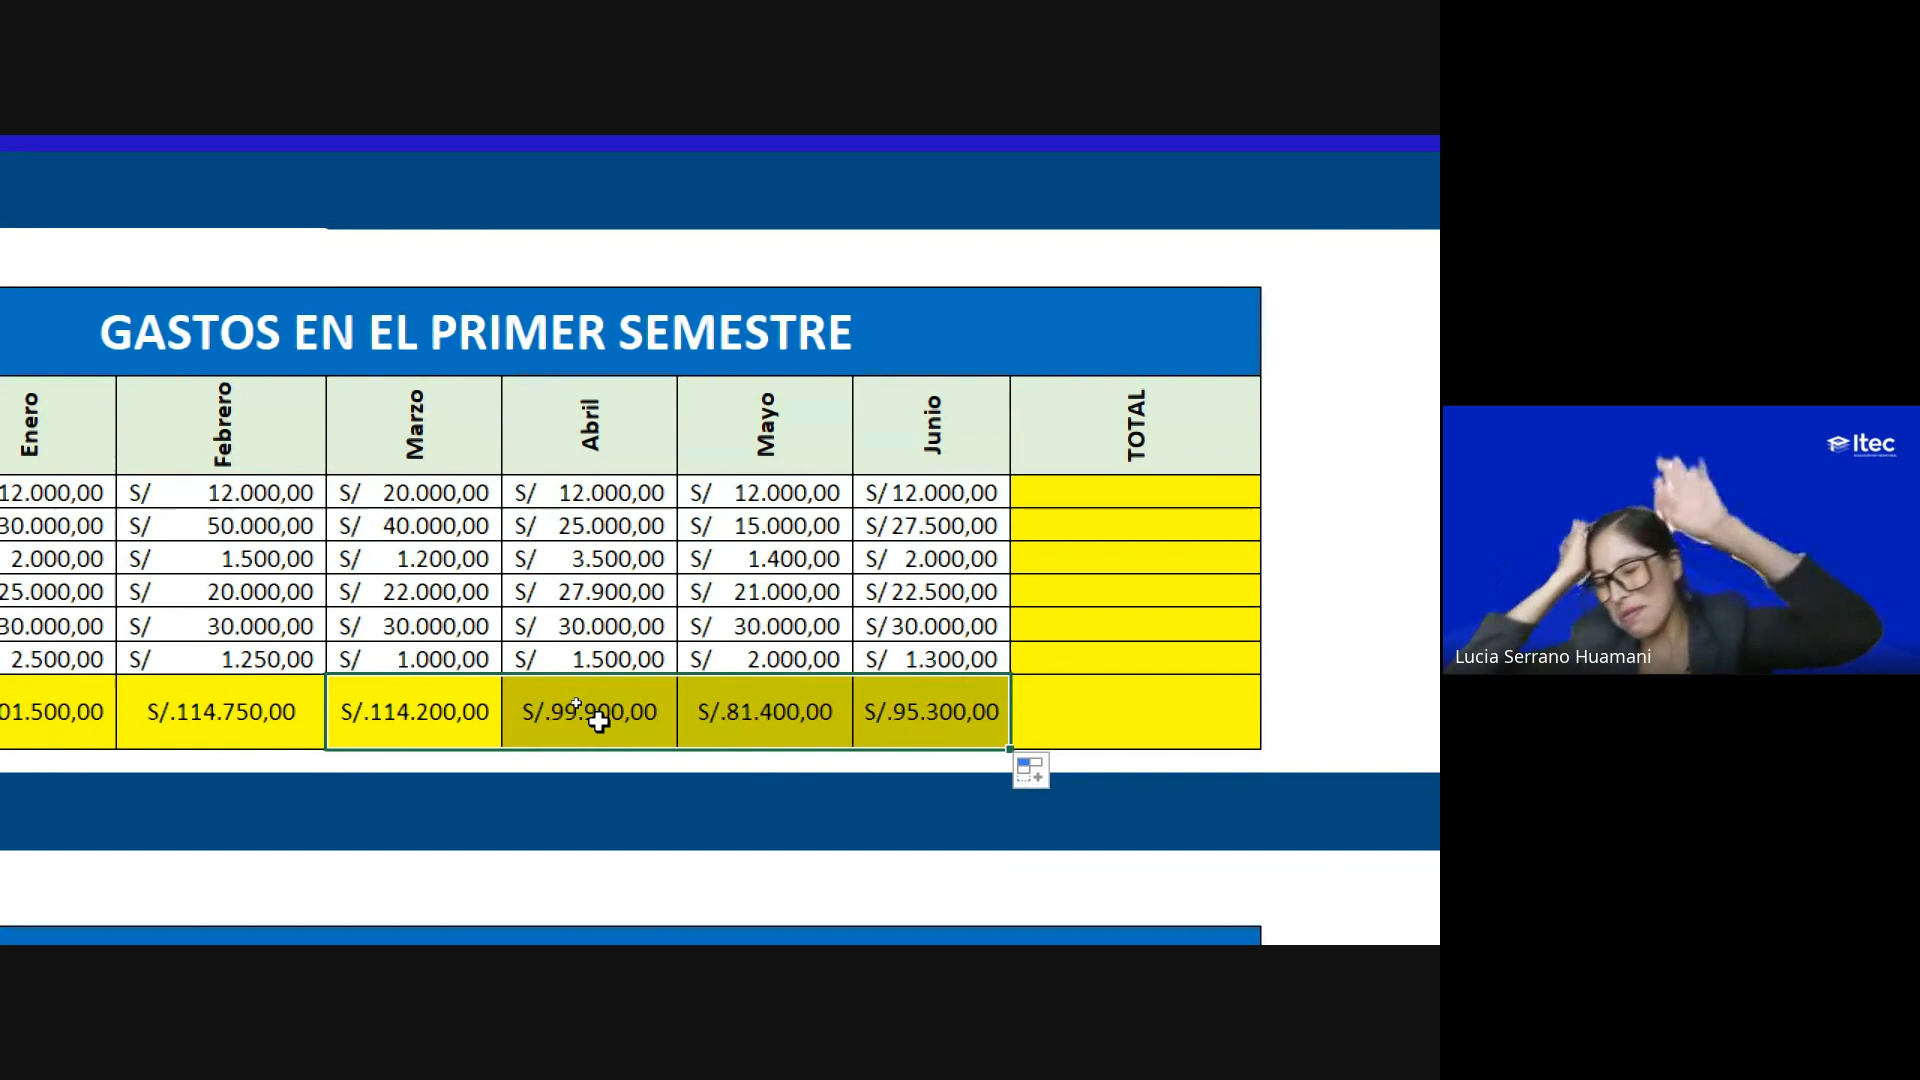 GASTOS EN EL PRIMER SEMESTRE
Enero Febrero Marzo Abril Mayo Junio TOTAL
12.000,00 S/ 12.000,00 S/ 20.000,00 S/ 12.000,00 S/ 12.000,00 S/ 12.000,00
30.000,00 S/ 50.000,00 S/ 40.000,00 S/ 25.000,00 S/ 15.000,00 S/ 27.500,00
2.000,00 S/ 1.500,00 S/ 1.200,00 S/ 3.500,00 S/ 1.400,00 S/ 2.000,00
25.000,00 S/ 20.000,00 S/ 22.000,00 S/ 27.900,00 S/ 21.000,00 S/ 22.500,00
30.000,00 S/ 30.000,00 S/ 30.000,00 S/ 30.000,00 S/ 30.000,00 S/ 30.000,00
2.500,00 S/ 1.250,00 S/ 1.000,00 S/ 1.500,00 S/ 2.000,00 S/ 1.300,00
01.500,00 S/.114.750,00 S/.114.200,00 S/.99.900,00 S/.81.400,00 S/.95.300,00
Itec
Lucia Serrano Huamani